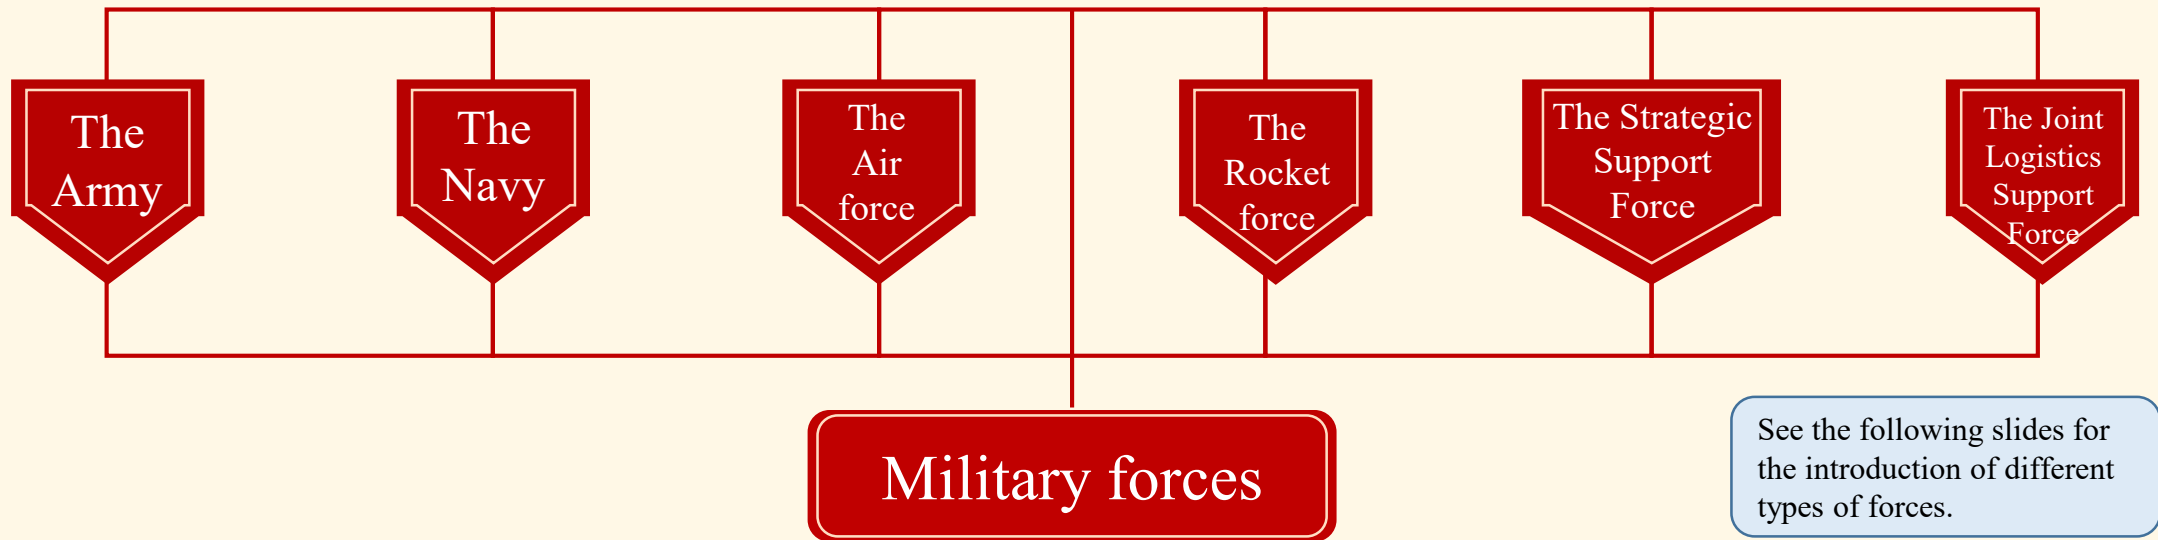 The
Army
The
Navy
The
Air
force
The
Rocket
force
The Strategic
Support
Force
The Joint
Logistics
Support
Force
Military forces
See the following slides for
the introduction of different
types of forces.